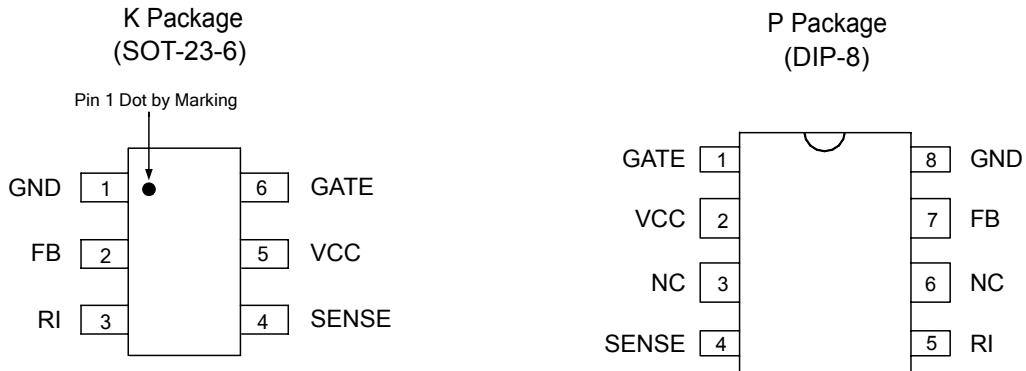 K Package
(SOT-23-6)
Pin 1 Dot by Marking
GND 1 6 GATE
FB 2 5 VCC
RI 3 4 SENSE
P Package
(DIP-8)
GATE 1 8 GND
VCC 2 7 FB
NC 3 6 NC
SENSE 4 5 RI